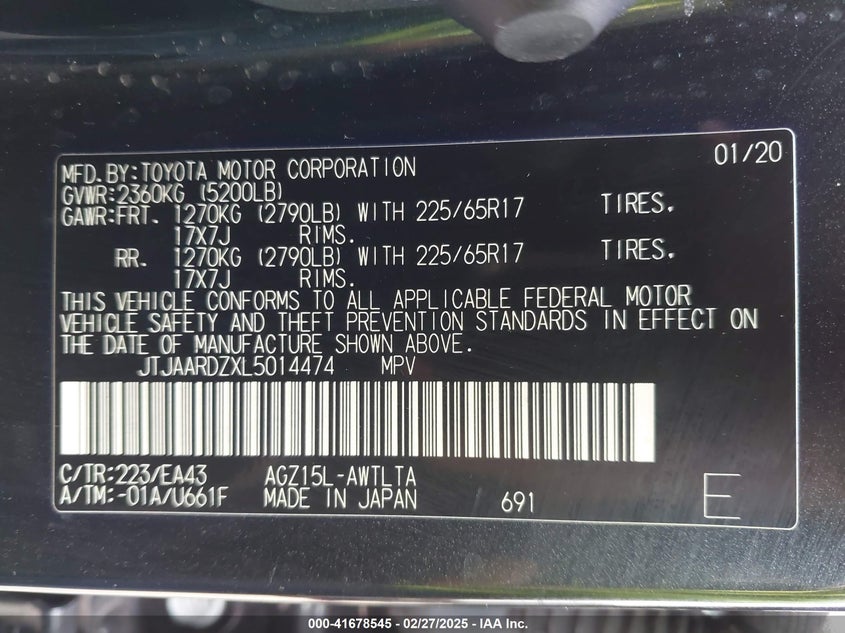 MFD.BY:TOYOTA MOTOR CORPORATION 01/20
GVWR:2360KG (5200LB)
GAWR:FRT. 1270KG (2790LB) WITH 225/65R17 TIRES.
17X7J RIMS.
RR. 1270KG (2790LB) WITH 225/65R17 TIRES.
17X7J RIMS.
THIS VEHICLE CONFORMS TO ALL APPLICABLE FEDERAL MOTOR
VEHICLE SAFETY AND THEFT PREVENTION STANDARDS IN EFFECT ON
THE DATE OF MANUFACTURE SHOWN ABOVE.
JTJAARDZXL5014474 MPV
C/TR:223/EA43 AGZ15L-AWTLTA
A/TM:-01A/U661F MADE IN JAPAN 691 E
000-41678545 - 02/27/2025 - IAA Inc.